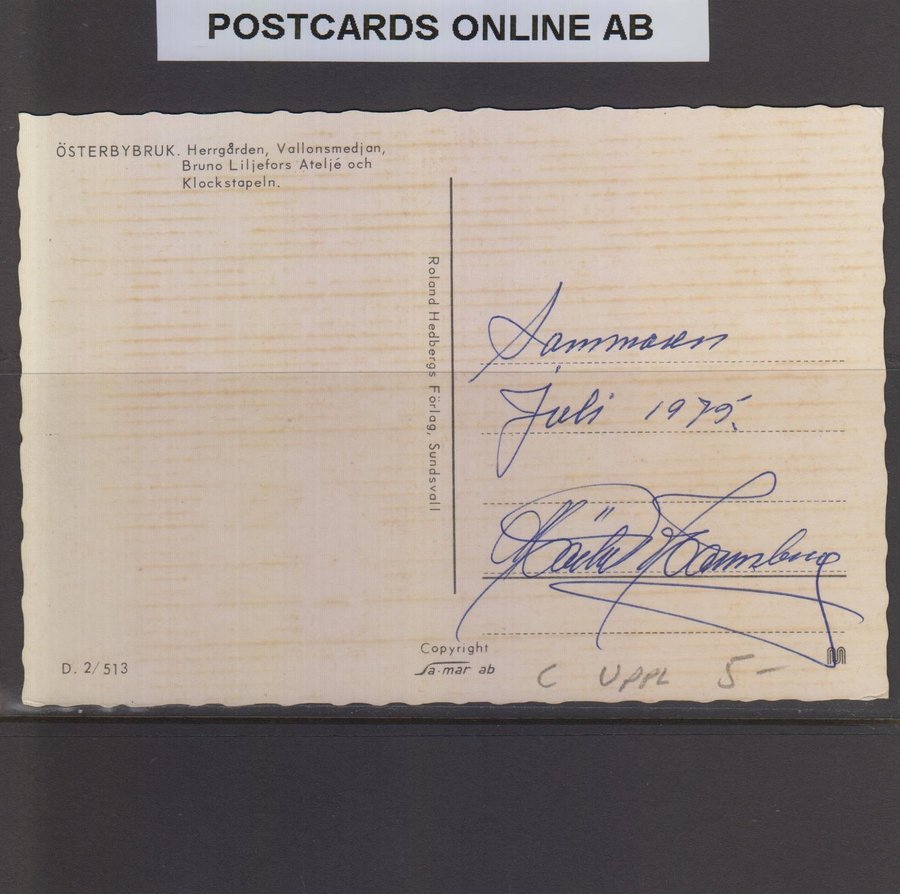 POSTCARDS ONLINE AB
ÖSTERBYBRUK. Herrgården, Vallonsmedjan,
Bruno Liljefors Ateljé och
Klockstapeln.
Roland Hedbergs Förlag, Sundsvall
Sommaren
Juli 1975.
D. 2/513
Copyright
Sa-mar ab
C UPPL 5-